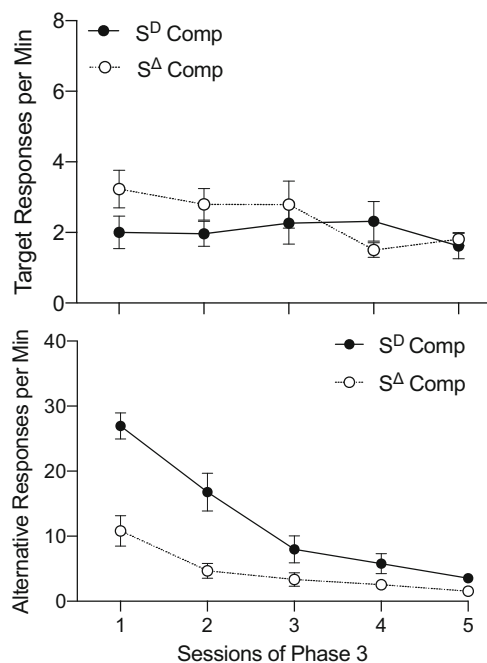 8
6
4
2
0
Target Responses per Min
S^D Comp
S^Δ Comp
40
30
20
10
0
Alternative Responses per Min
S^D Comp
S^Δ Comp
1 2 3 4 5
Sessions of Phase 3